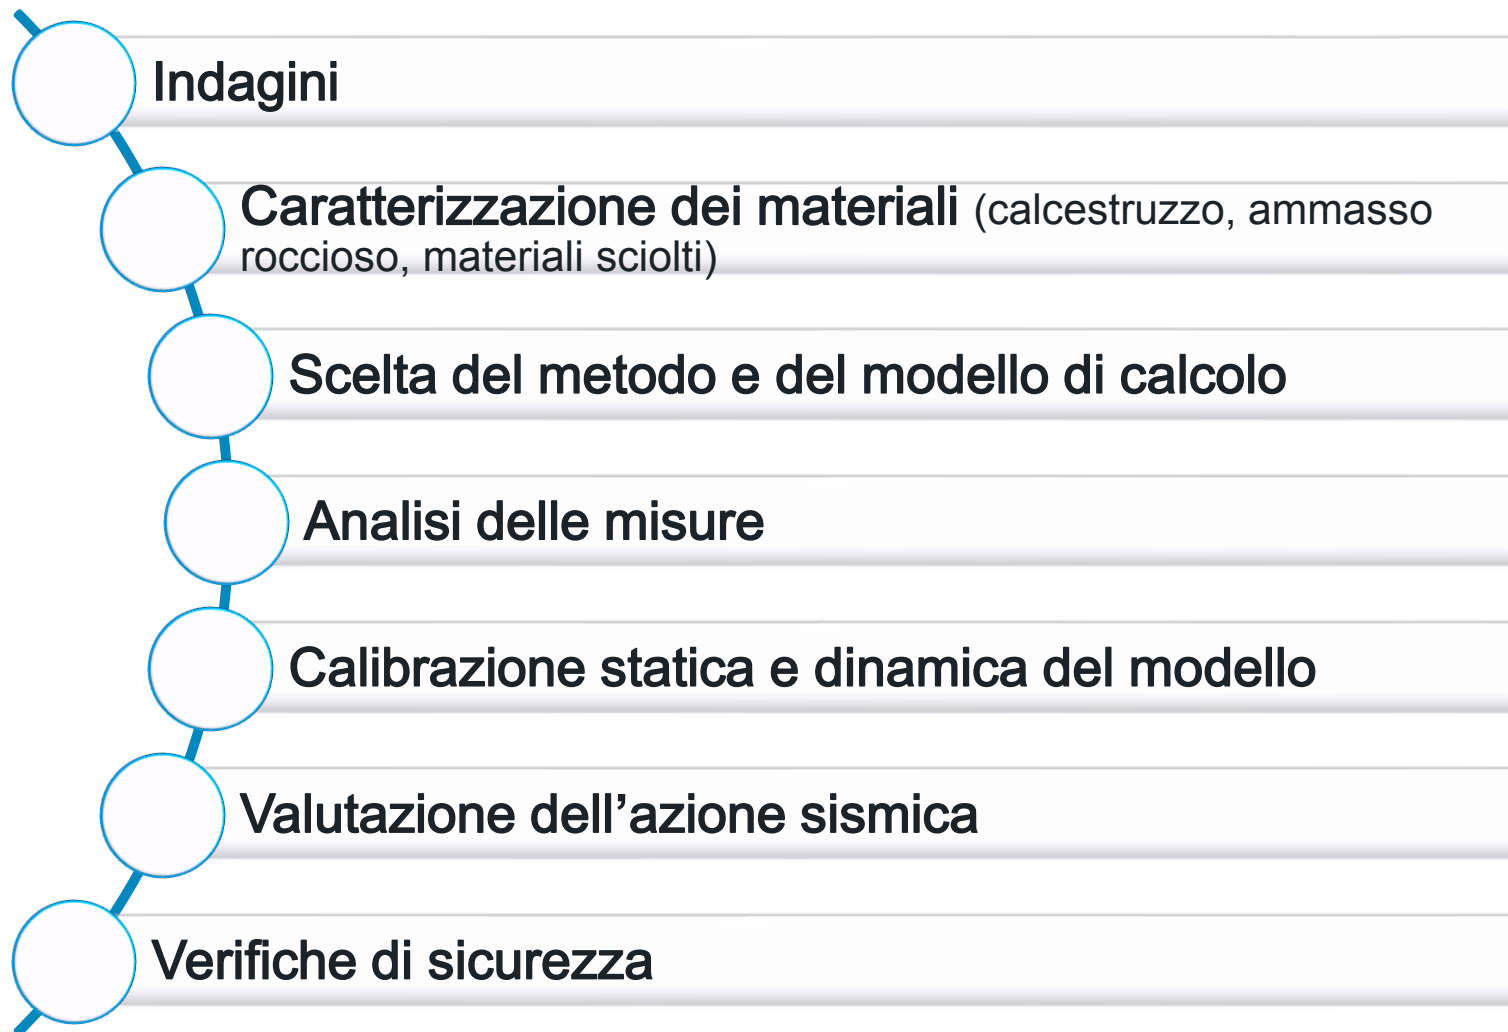 Indagini
Caratterizzazione dei materiali (calcestruzzo, ammasso
roccioso, materiali sciolti)
Scelta del metodo e del modello di calcolo
Analisi delle misure
Calibrazione statica e dinamica del modello
Valutazione dell’azione sismica
Verifiche di sicurezza